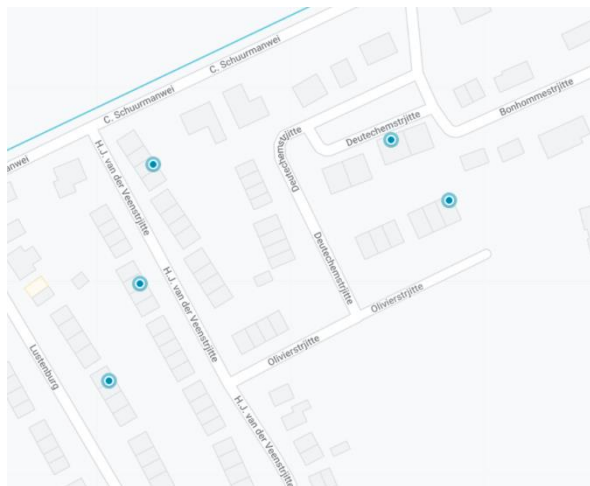 C. Schuurmanwei
C. Schuurmanwei
anwei
H.J. van der Veenstrjitte
Deutechemstrjitte
Deutechemstrjitte
Bonhommestrjitte
Deutechemstrjitte
H.J. van der Veenstrjitte
Olivierstrjitte
Olivierstrjitte
Lustenburg
H.J. van der Veenstrjitte